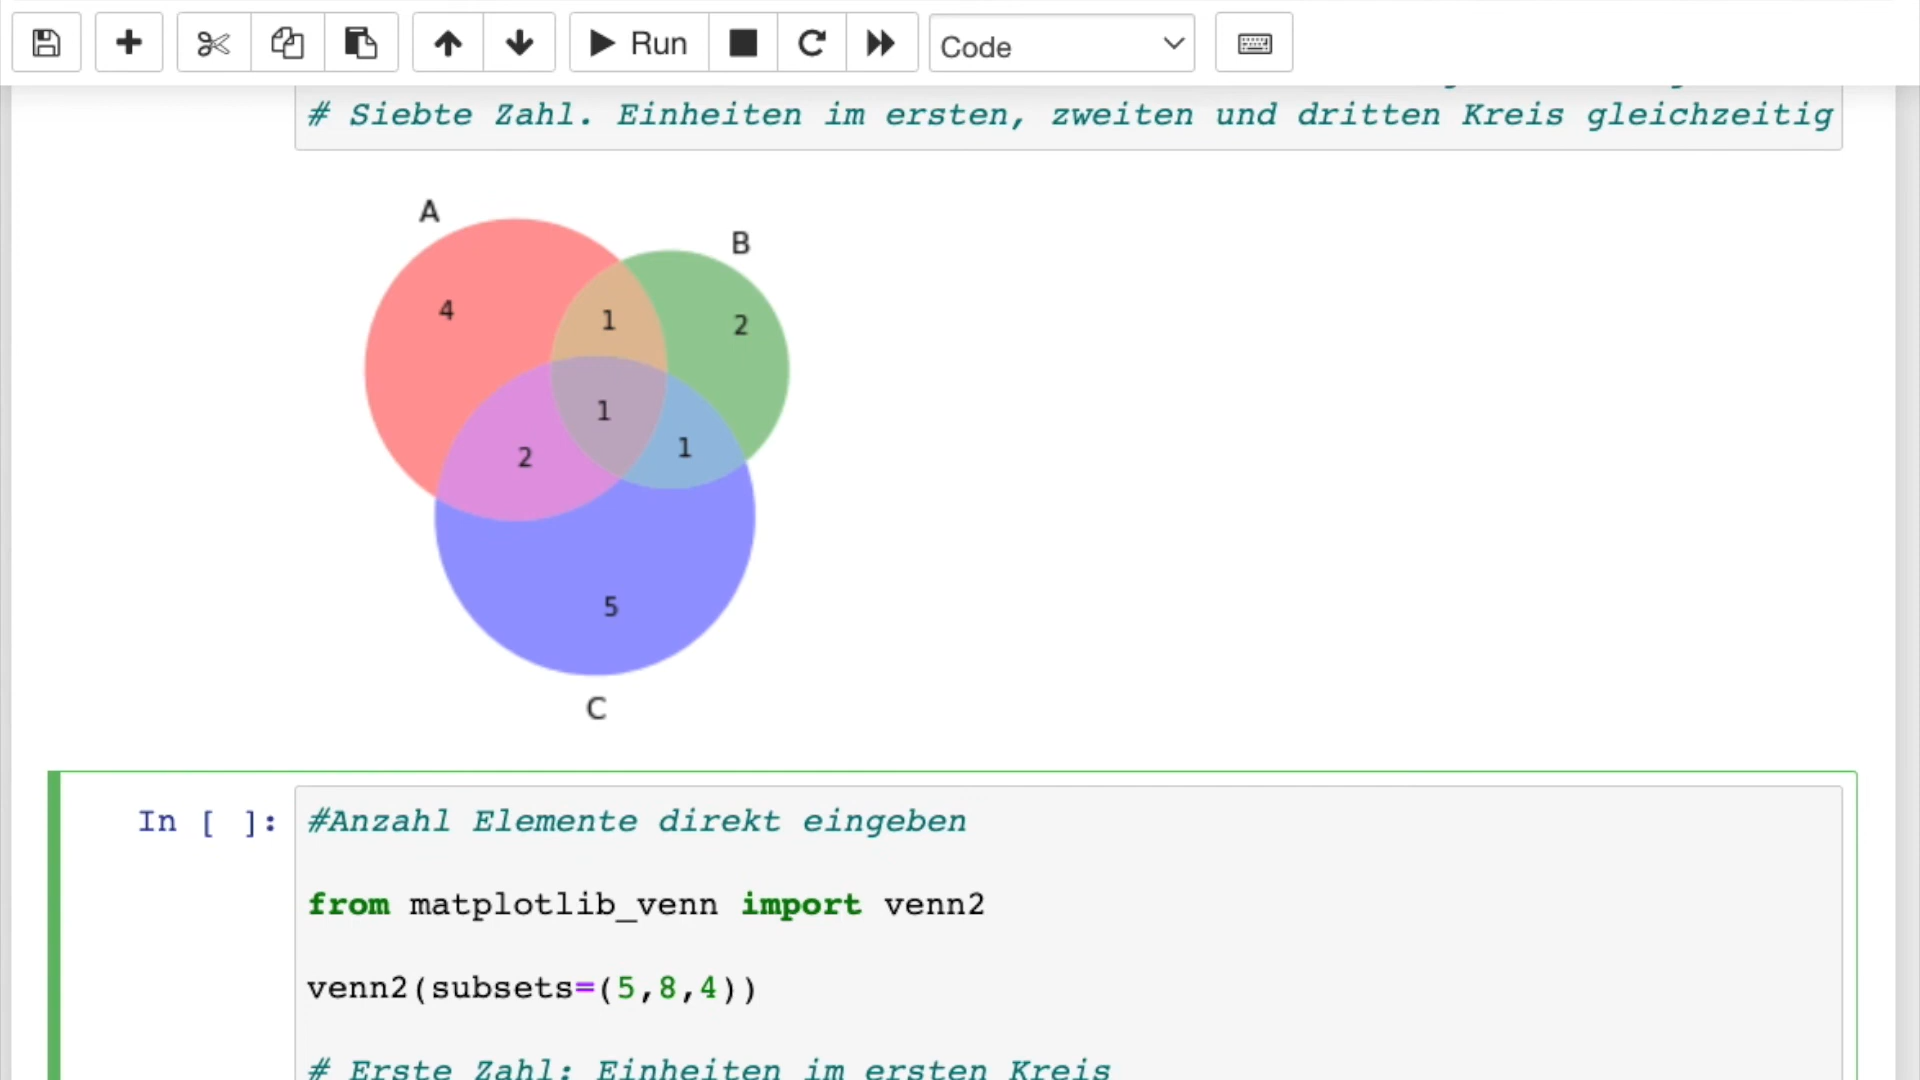 Run
Code
# Siebte Zahl. Einheiten im ersten, zweiten und dritten Kreis gleichzeitig
A
B
4
1
2
1
2
1
5
C
In [ ]:
#Anzahl Elemente direkt eingeben
from matplotlib_venn import venn2
venn2(subsets=(5,8,4))
# Erste Zahl: Einheiten im ersten Kreis